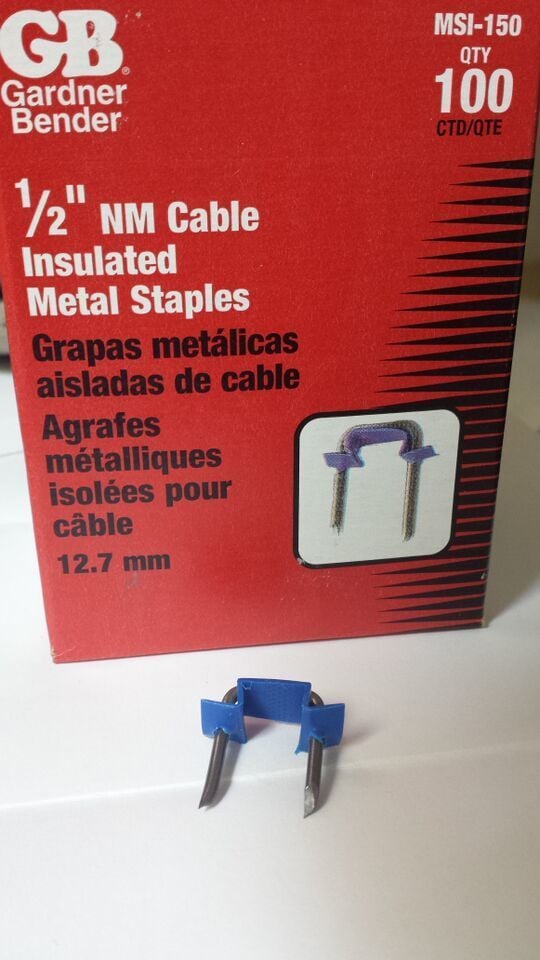 GB®
Gardner
Bender
MSI-150
QTY
100
CTD/QTE
1/2" NM Cable
Insulated
Metal Staples
Grapas metálicas
aisladas de cable
Agrafes
métalliques
isolées pour
câble
12.7 mm